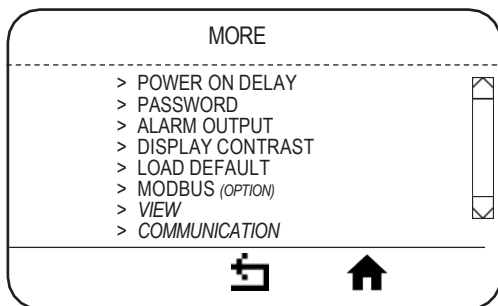 MORE
> POWER ON DELAY
> PASSWORD
> ALARM OUTPUT
> DISPLAY CONTRAST
> LOAD DEFAULT
> MODBUS (OPTION)
> VIEW
> COMMUNICATION